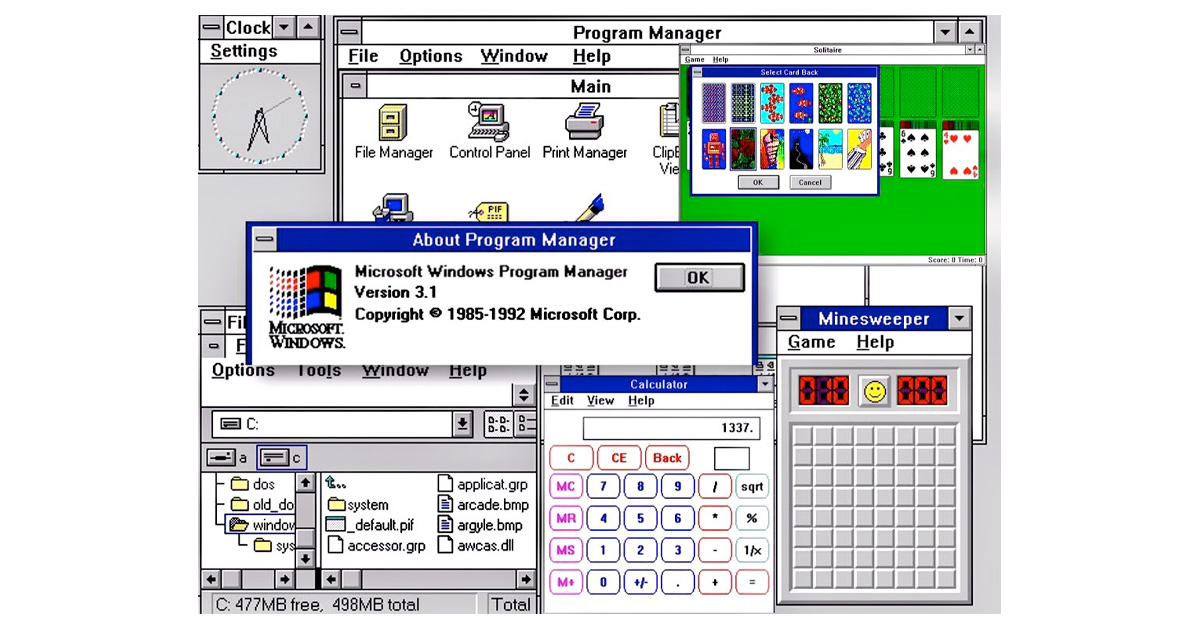 Clock
Settings
Program Manager
File Options Window Help
Main
File Manager
Control Panel
Print Manager
Solitaire
Game Help
Select Card Back
OK
Cancel
6
6
4
Score: 0 Time: 0
PIF
About Program Manager
Microsoft Windows Program Manager
Version 3.1
Copyright © 1985-1992 Microsoft Corp.
OK
MICROSOFT.
WINDOWS.
Options Tools Window Help
C:
a
c
dos
old_do
window
sys
system
_default.pif
accessor.grp
applicat.grp
arcade.bmp
argyle.bmp
awcas.dll
C: 477MB free, 498MB total
Total
Calculator
Edit View Help
1337.
C CE Back
MC 7 8 9 / sqrt
MR 4 5 6 * %
MS 1 2 3 - 1/x
M+ 0 +/- . + =
Minesweeper
Game Help